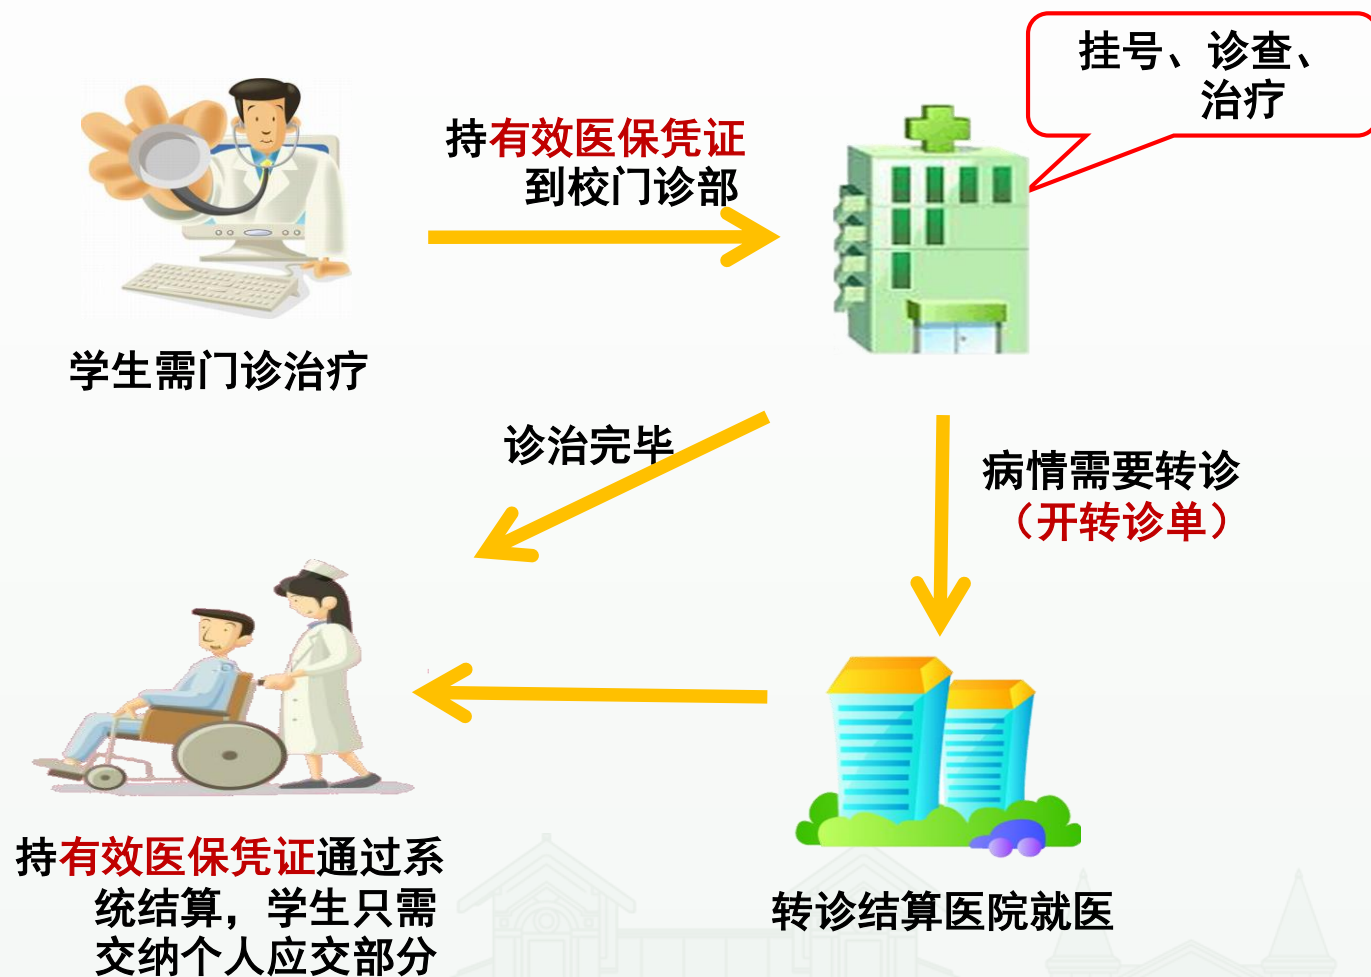 挂号、诊查、
治疗
持有效医保凭证
到校门诊部
学生需门诊治疗
诊治完毕
病情需要转诊
（开转诊单）
持有效医保凭证通过系
统结算，学生只需
交纳个人应交部分
转诊结算医院就医